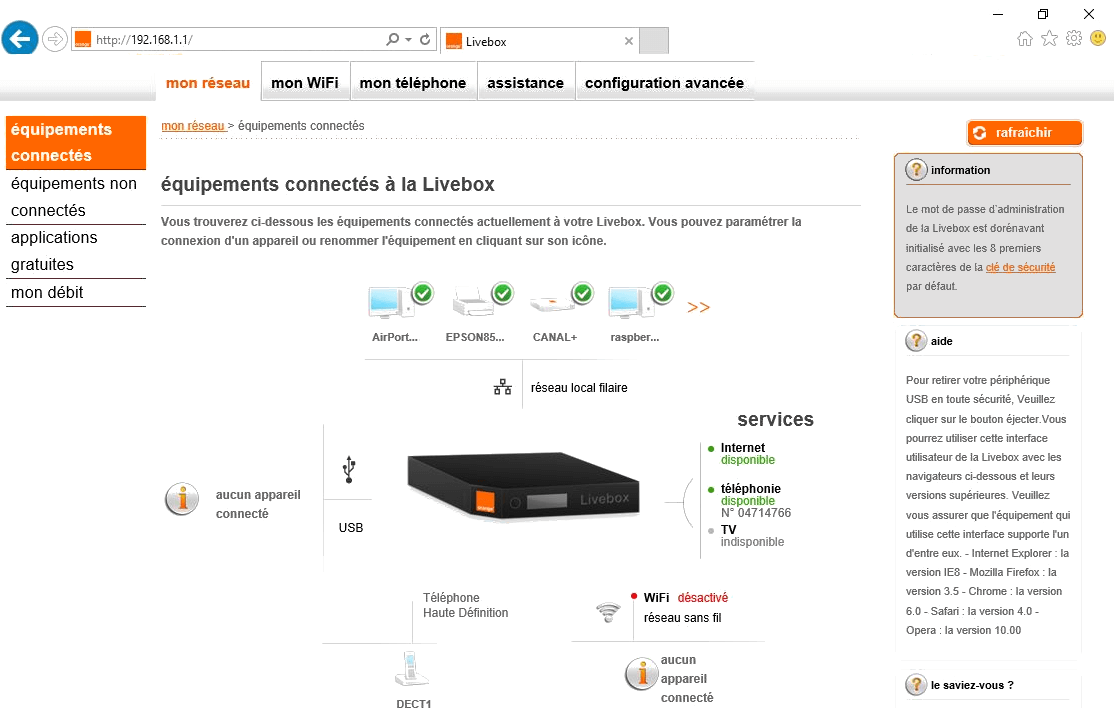 http://192.168.1.1/
Livebox
mon réseau
mon WiFi
mon téléphone
assistance
configuration avancée
équipements
connectés
équipements non
connectés
applications
gratuites
mon débit
mon réseau > équipements connectés
rafraîchir
équipements connectés à la Livebox
Vous trouverez ci-dessous les équipements connectés actuellement à votre Livebox. Vous pouvez paramétrer la
connexion d'un appareil ou renommer l'équipement en cliquant sur son icône.
AirPort...
EPSON85...
CANAL+
raspber...
>>
réseau local filaire
aucun appareil
connecté
USB
orange
Livebox
services
Internet
disponible
téléphonie
disponible
N° 04714766
TV
indisponible
Téléphone
Haute Définition
DECT1
WiFi désactivé
réseau sans fil
aucun
appareil
connecté
information
Le mot de passe d'administration
de la Livebox est dorénavant
initialisé avec les 8 premiers
caractères de la clé de sécurité
par défaut.
aide
Pour retirer votre périphérique
USB en toute sécurité, Veuillez
cliquer sur le bouton éjecter.Vous
pourrez utiliser cette interface
utilisateur de la Livebox avec les
navigateurs ci-dessous et leurs
versions supérieures. Veuillez
vous assurer que l'équipement qui
utilise cette interface supporte l'un
d'entre eux. - Internet Explorer : la
version IE8 - Mozilla Firefox : la
version 3.5 - Chrome : la version
6.0 - Safari : la version 4.0 -
Opera : la version 10.00
le saviez-vous ?